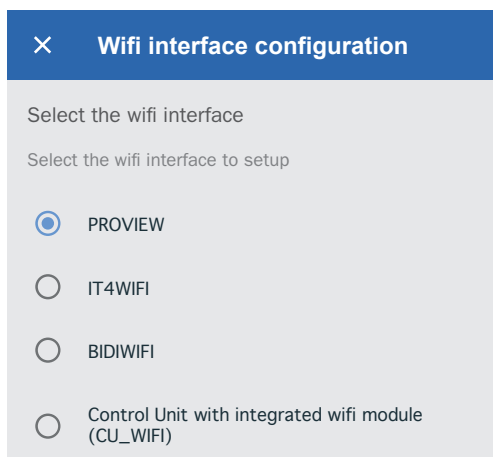 Wifi interface configuration
Select the wifi interface
Select the wifi interface to setup
PROVIEW
IT4WIFI
BIDIWIFI
Control Unit with integrated wifi module
(CU_WIFI)